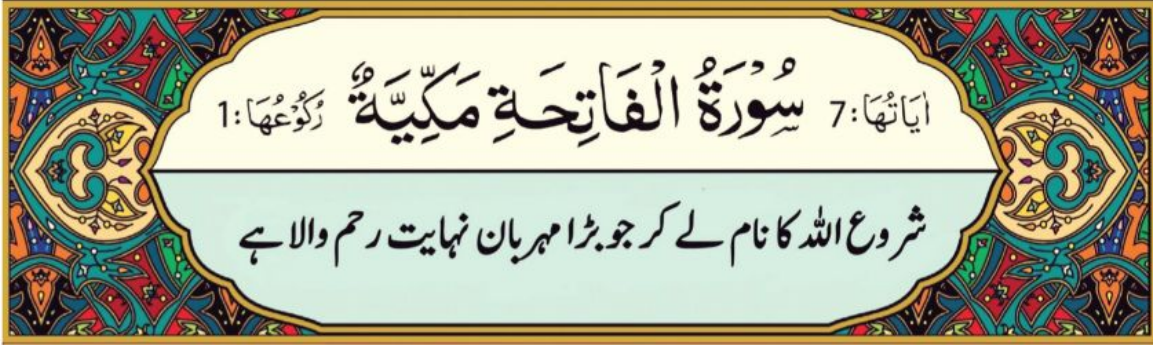 اٰيَاتُهَا:7 سُوْرَةُ الْفَاتِحَةِ مَكِّيَّةٌ رُكُوْعُهَا:1
شروع اللہ کا نام لے کر جو بڑا مہربان نہایت رحم والا ہے